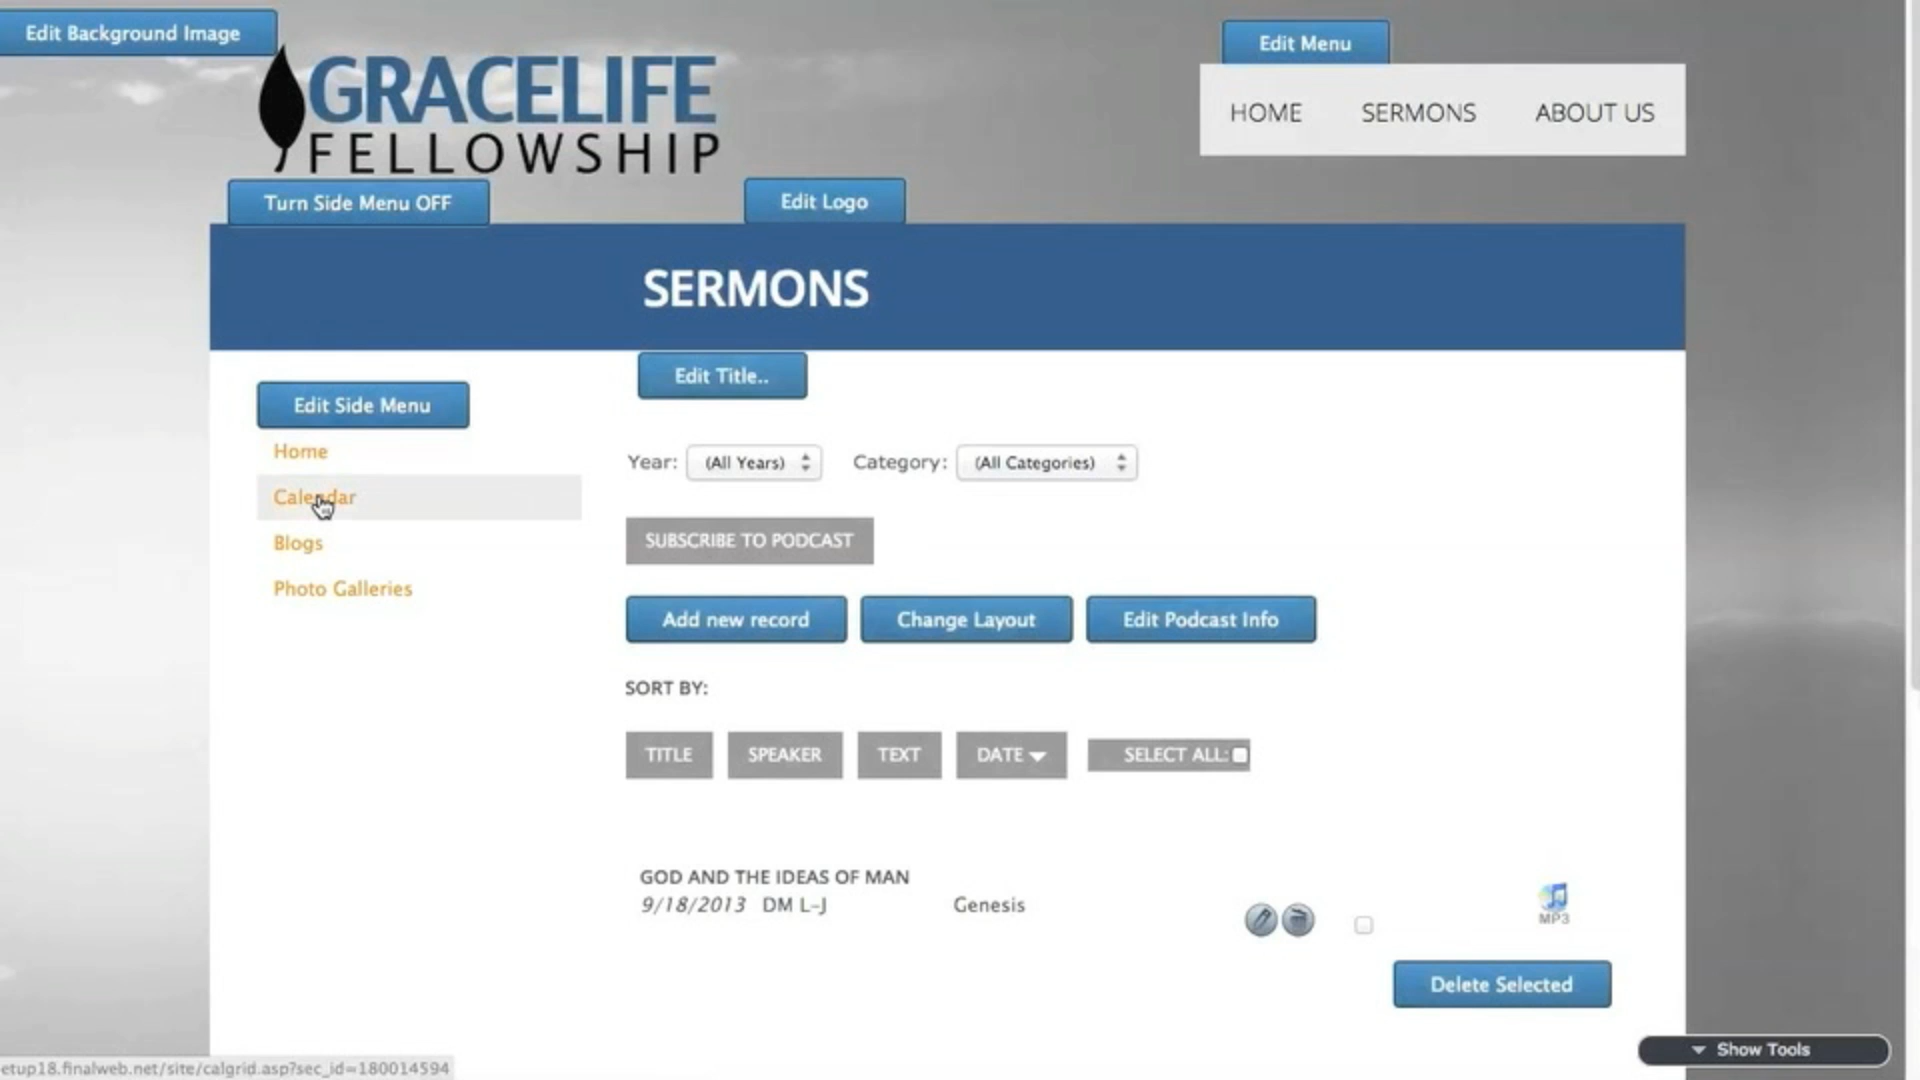 Edit Background Image
Edit Menu
GRACELIFE
FELLOWSHIP
HOME SERMONS ABOUT US
Turn Side Menu OFF
Edit Logo
SERMONS
Edit Title..
Edit Side Menu
Home
Calendar
Blogs
Photo Galleries
Year: (All Years) Category: (All Categories)
SUBSCRIBE TO PODCAST
Add new record Change Layout Edit Podcast Info
SORT BY:
TITLE SPEAKER TEXT DATE SELECT ALL:
GOD AND THE IDEAS OF MAN
9/18/2013 DM L-J Genesis
MP3
Delete Selected
Show Tools
etup18.finalweb.net/site/calgrid.asp?sec_id=180014594